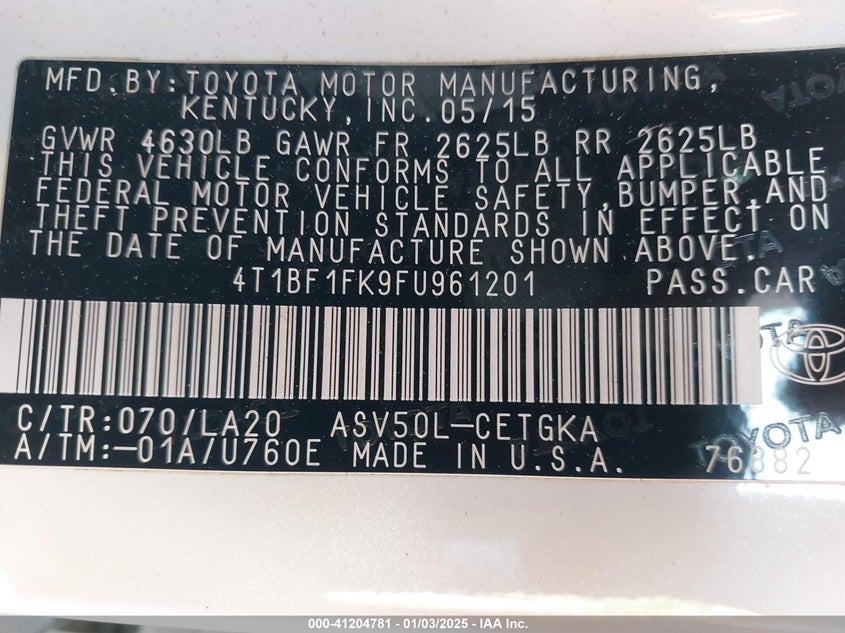 MFD.BY:TOYOTA MOTOR MANUFACTURING,
KENTUCKY,INC.05/15
GVWR 4630LB GAWR FR 2625LB RR 2625LB
THIS VEHICLE CONFORMS TO ALL APPLICABLE
FEDERAL MOTOR VEHICLE SAFETY,BUMPER,AND
THEFT PREVENTION STANDARDS IN EFFECT ON
THE DATE OF MANUFACTURE SHOWN ABOVE.
4T1BF1FK9FU961201 PASS.CAR
C/TR:070/LA20 ASV50L-CETGKA
TOYOTA
A/TM:-01A/U760E MADE IN U.S.A. 76882
000-41204781 - 01/03/2025 - IAA Inc.